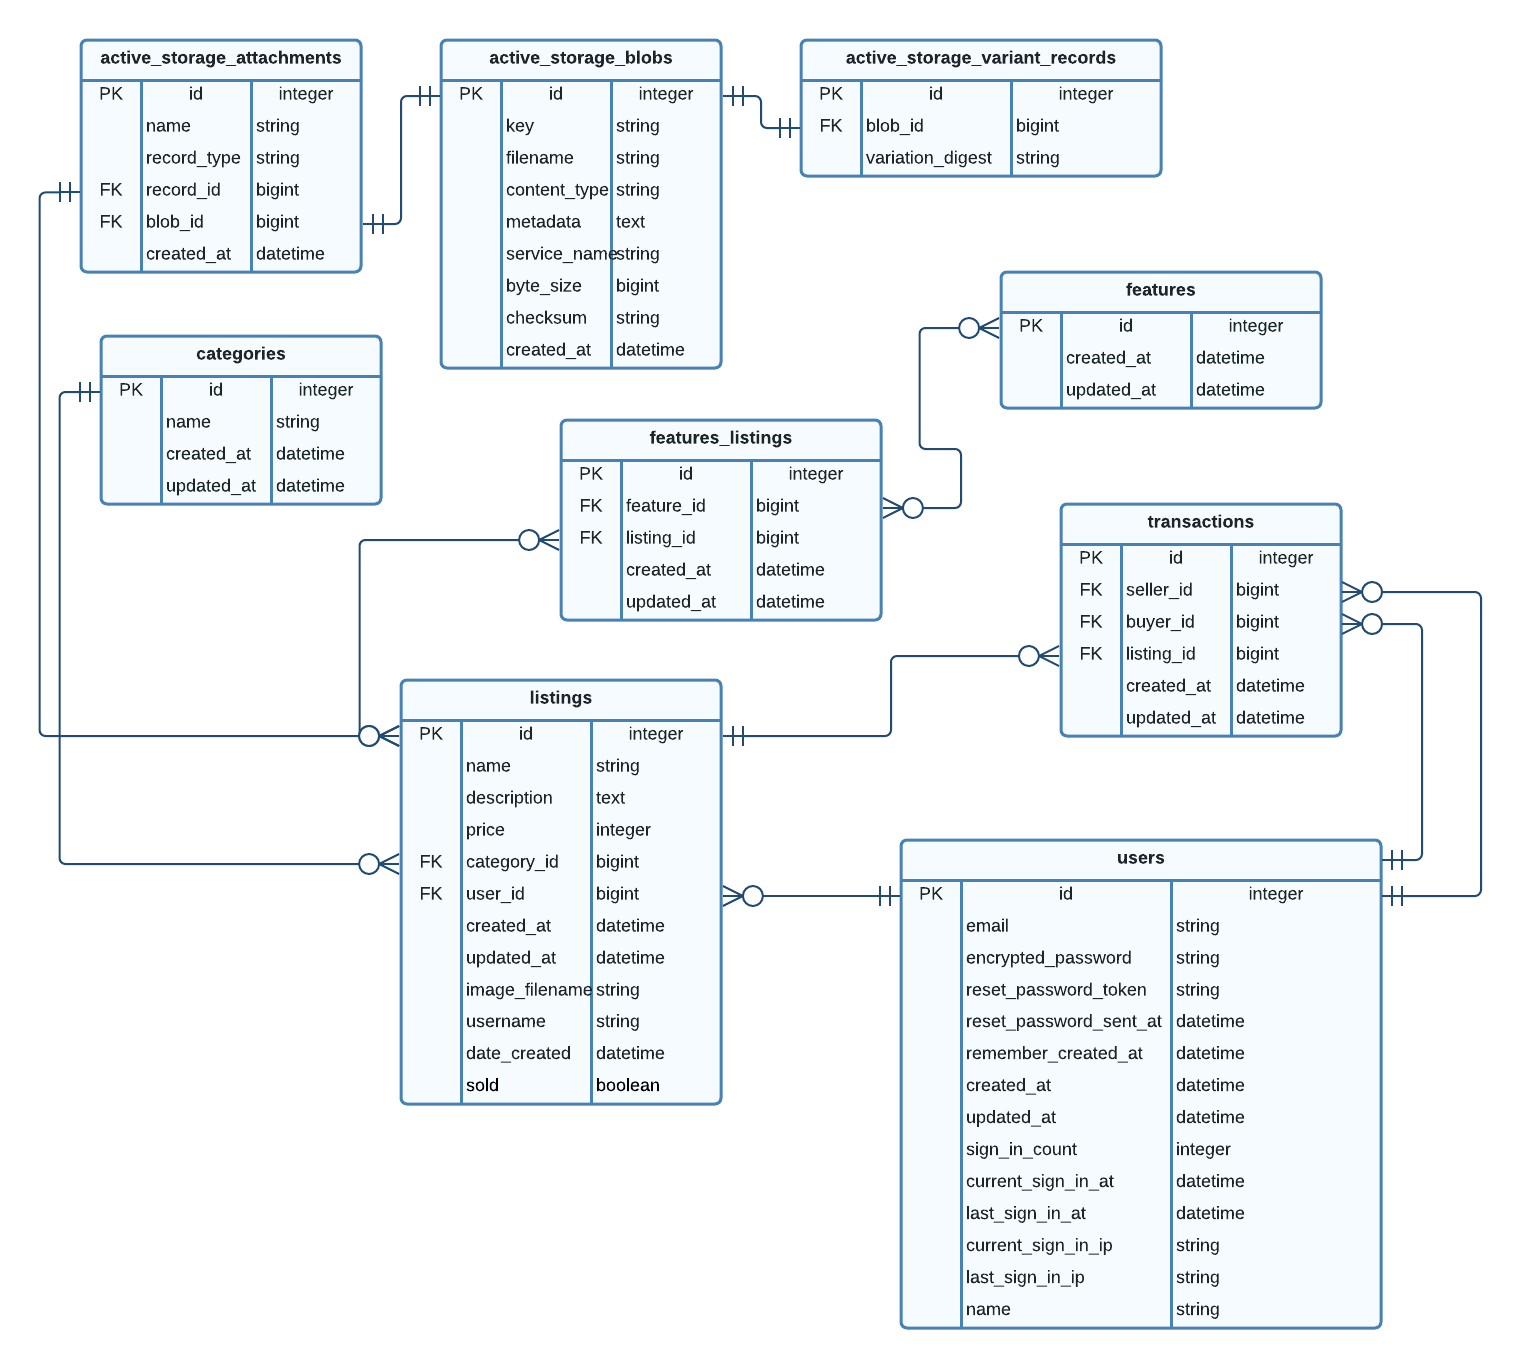 active_storage_attachments
PK id integer
name string
record_type string
FK record_id bigint
FK blob_id bigint
created_at datetime
active_storage_blobs
PK id integer
key string
filename string
content_type string
metadata text
service_name string
byte_size bigint
checksum string
created_at datetime
active_storage_variant_records
PK id integer
FK blob_id bigint
variation_digest string
features
PK id integer
created_at datetime
updated_at datetime
categories
PK id integer
name string
created_at datetime
updated_at datetime
features_listings
PK id integer
FK feature_id bigint
FK listing_id bigint
created_at datetime
updated_at datetime
transactions
PK id integer
FK seller_id bigint
FK buyer_id bigint
FK listing_id bigint
created_at datetime
updated_at datetime
listings
PK id integer
name string
description text
price integer
FK category_id bigint
FK user_id bigint
created_at datetime
updated_at datetime
image_filename string
username string
date_created datetime
sold boolean
users
PK id integer
email string
encrypted_password string
reset_password_token string
reset_password_sent_at datetime
remember_created_at datetime
created_at datetime
updated_at datetime
sign_in_count integer
current_sign_in_at datetime
last_sign_in_at datetime
current_sign_in_ip string
last_sign_in_ip string
name string